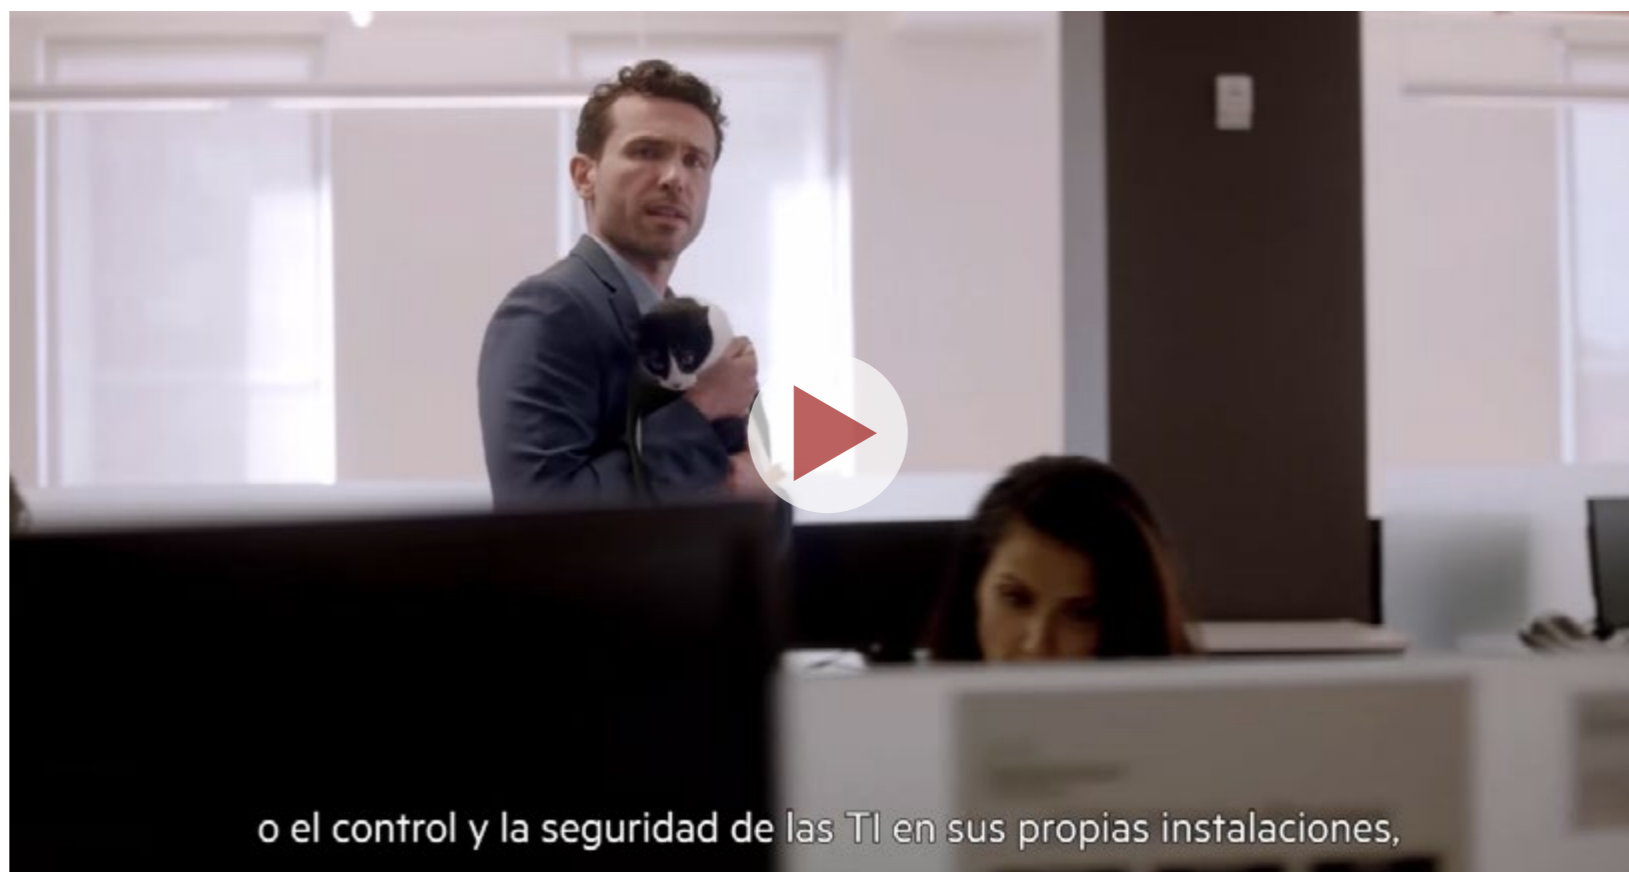 o el control y la seguridad de las TI en sus propias instalaciones,